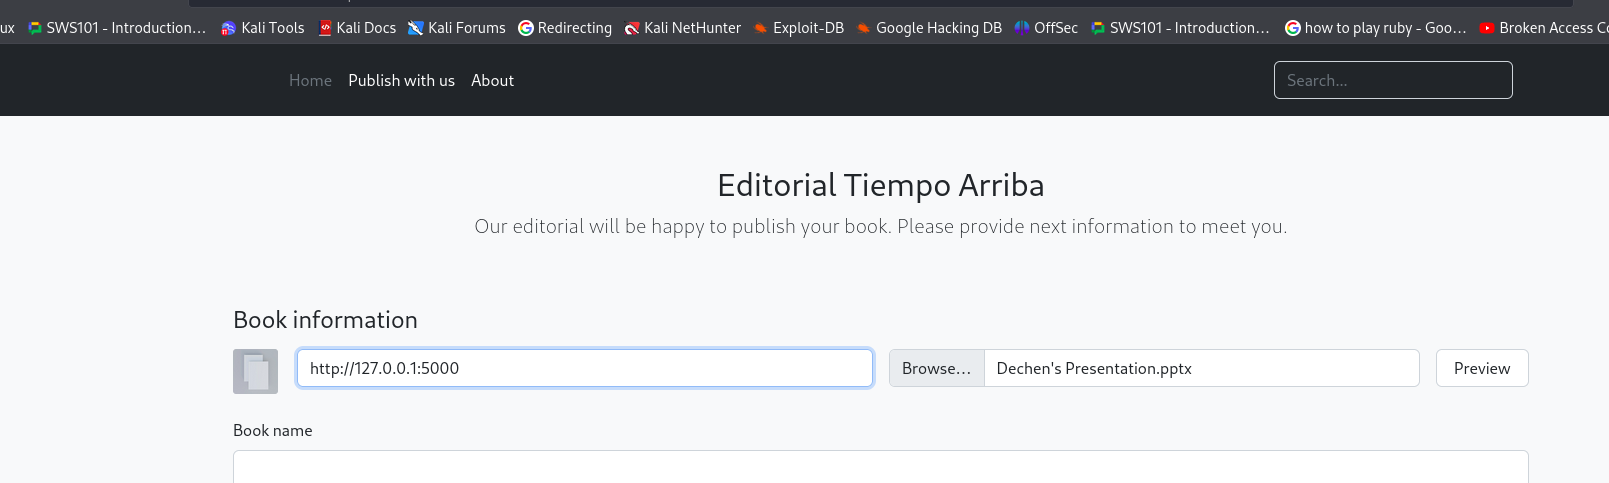 ux SWS101 - Introduction... Kali Tools Kali Docs Kali Forums Redirecting Kali NetHunter Exploit-DB Google Hacking DB OffSec SWS101 - Introduction... how to play ruby - Goo... Broken Access Co
Home Publish with us About Search...
Editorial Tiempo Arriba
Our editorial will be happy to publish your book. Please provide next information to meet you.
Book information
http://127.0.0.1:5000 Browse... Dechen's Presentation.pptx Preview
Book name